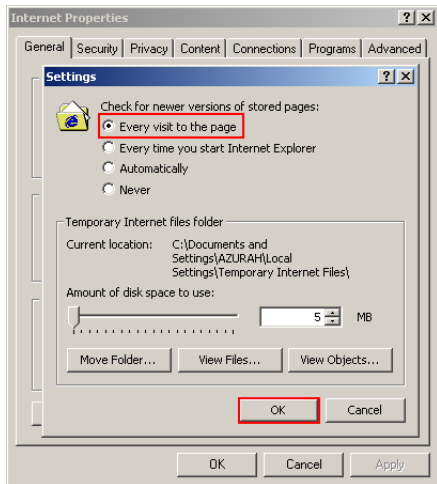 Internet Properties
General Security Privacy Content Connections Programs Advanced
Settings
Check for newer versions of stored pages:
Every visit to the page
Every time you start Internet Explorer
Automatically
Never
Temporary Internet files folder
Current location: C:\Documents and
Settings\AZURAH\Local
Settings\Temporary Internet Files\
Amount of disk space to use:
5 MB
Move Folder... View Files... View Objects...
OK Cancel
OK Cancel Apply